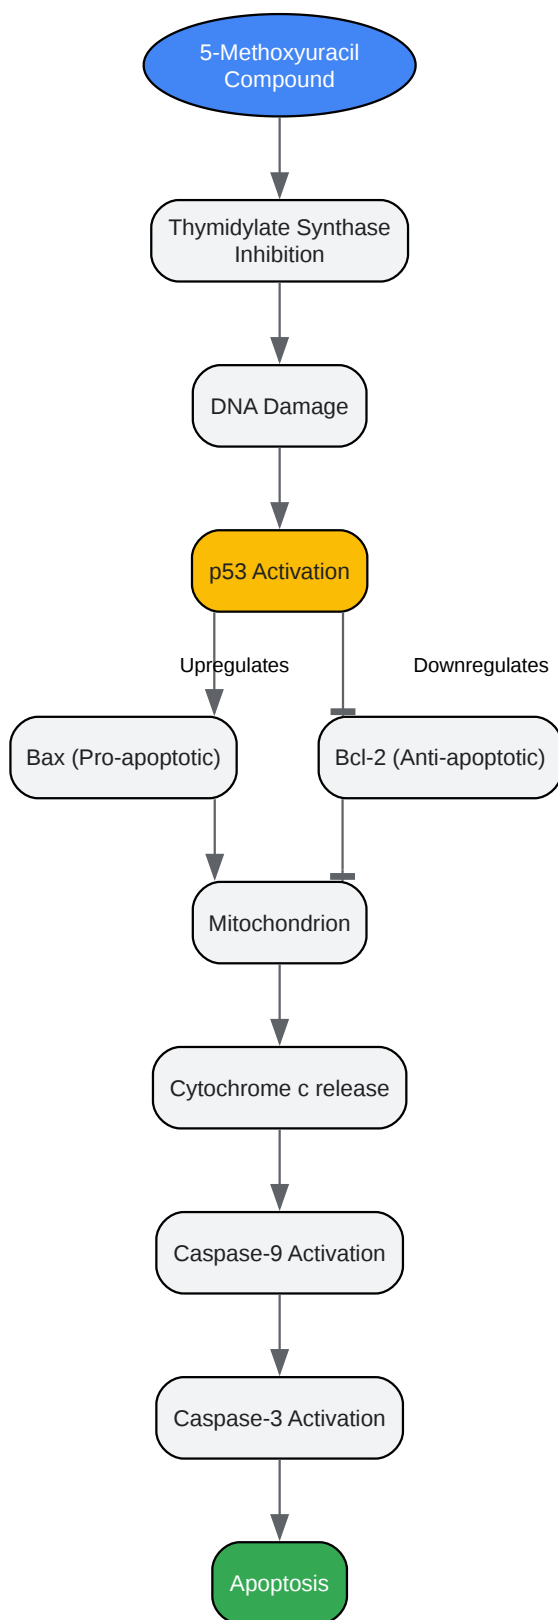 5-Methoxyuracil
Compound
Thymidylate Synthase
Inhibition
DNA Damage
p53 Activation
Upregulates
Downregulates
Bax (Pro-apoptotic)
Bcl-2 (Anti-apoptotic)
Mitochondrion
Cytochrome c release
Caspase-9 Activation
Caspase-3 Activation
Apoptosis